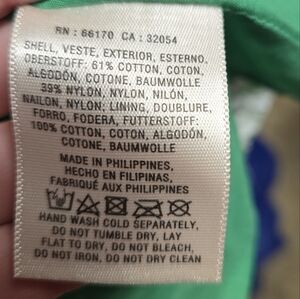 RN : 66170 CA : 32054
SHELL, VESTE, EXTERIOR, ESTERNO,
OBERSTOFF: 61% COTTON, COTON,
ALGODÓN, COTONE, BAUMWOLLE
39% NYLON, NYLON, NILÓN,
NAILON, NYLON; LINING, DOUBLURE,
FORRO, FODERA, FUTTERSTOFF:
100% COTTON, COTON, ALGODÓN,
COTONE, BAUMWOLLE
MADE IN PHILIPPINES,
HECHO EN FILIPINAS,
FABRIQUÉ AUX PHILIPPINES
HAND WASH COLD SEPARATELY,
DO NOT TUMBLE DRY, LAY
FLAT TO DRY, DO NOT BLEACH,
DO NOT IRON, DO NOT DRY CLEAN